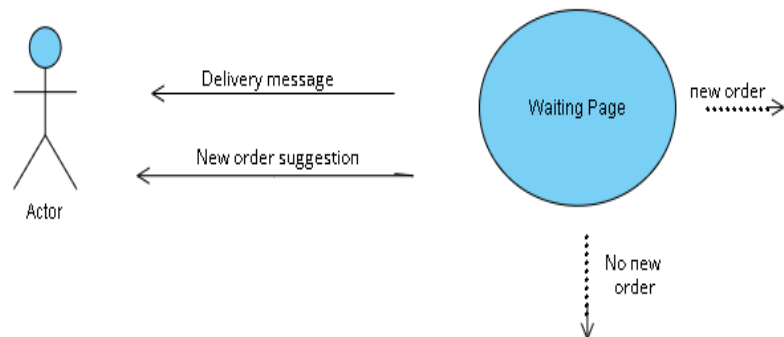 Delivery message
new order
Waiting Page
New order suggestion
Actor
No new
order